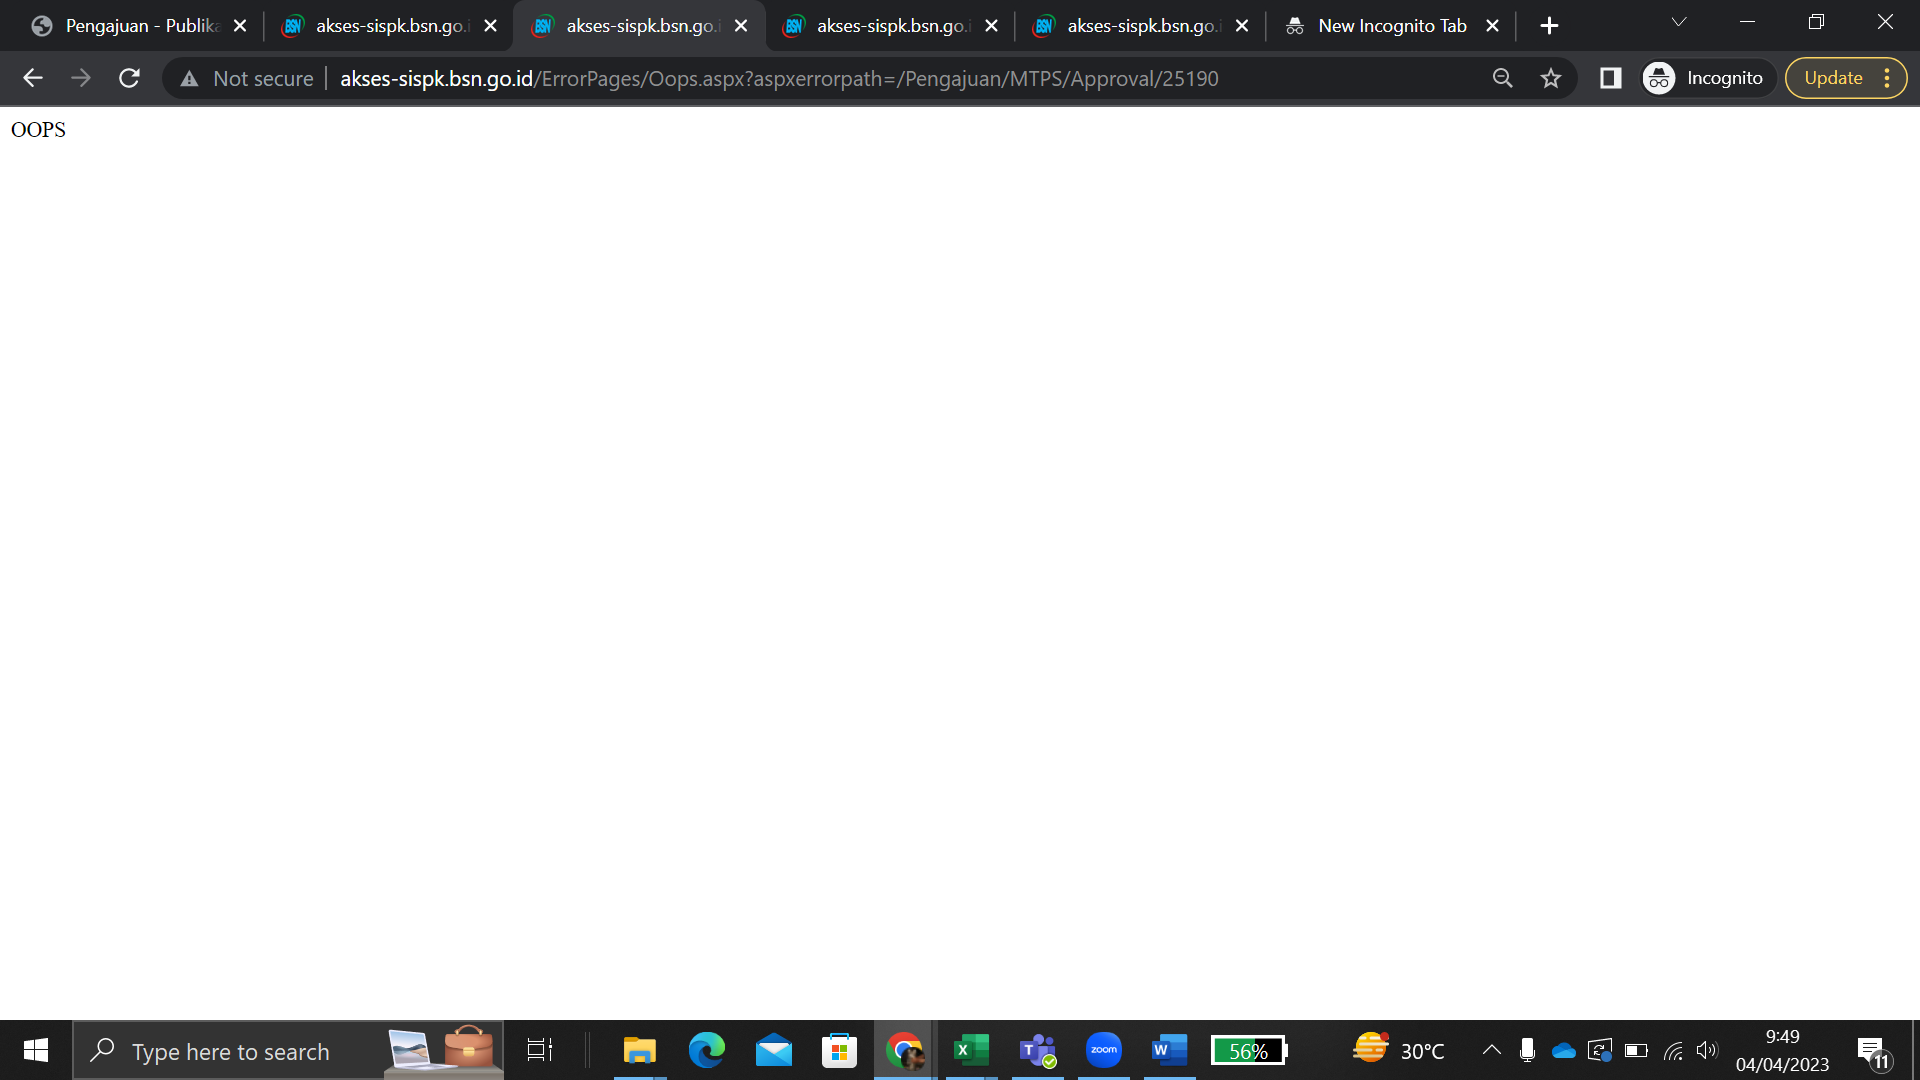 Pengajuan - Publika
akses-sispk.bsn.go.i
akses-sispk.bsn.go.i
akses-sispk.bsn.go.i
akses-sispk.bsn.go.i
New Incognito Tab
Not secure
akses-sispk.bsn.go.id/ErrorPages/Oops.aspx?aspxerrorpath=/Pengajuan/MTPS/Approval/25190
Incognito
Update
OOPS
Type here to search
zoom
56%
30°C
9:49
04/04/2023
11